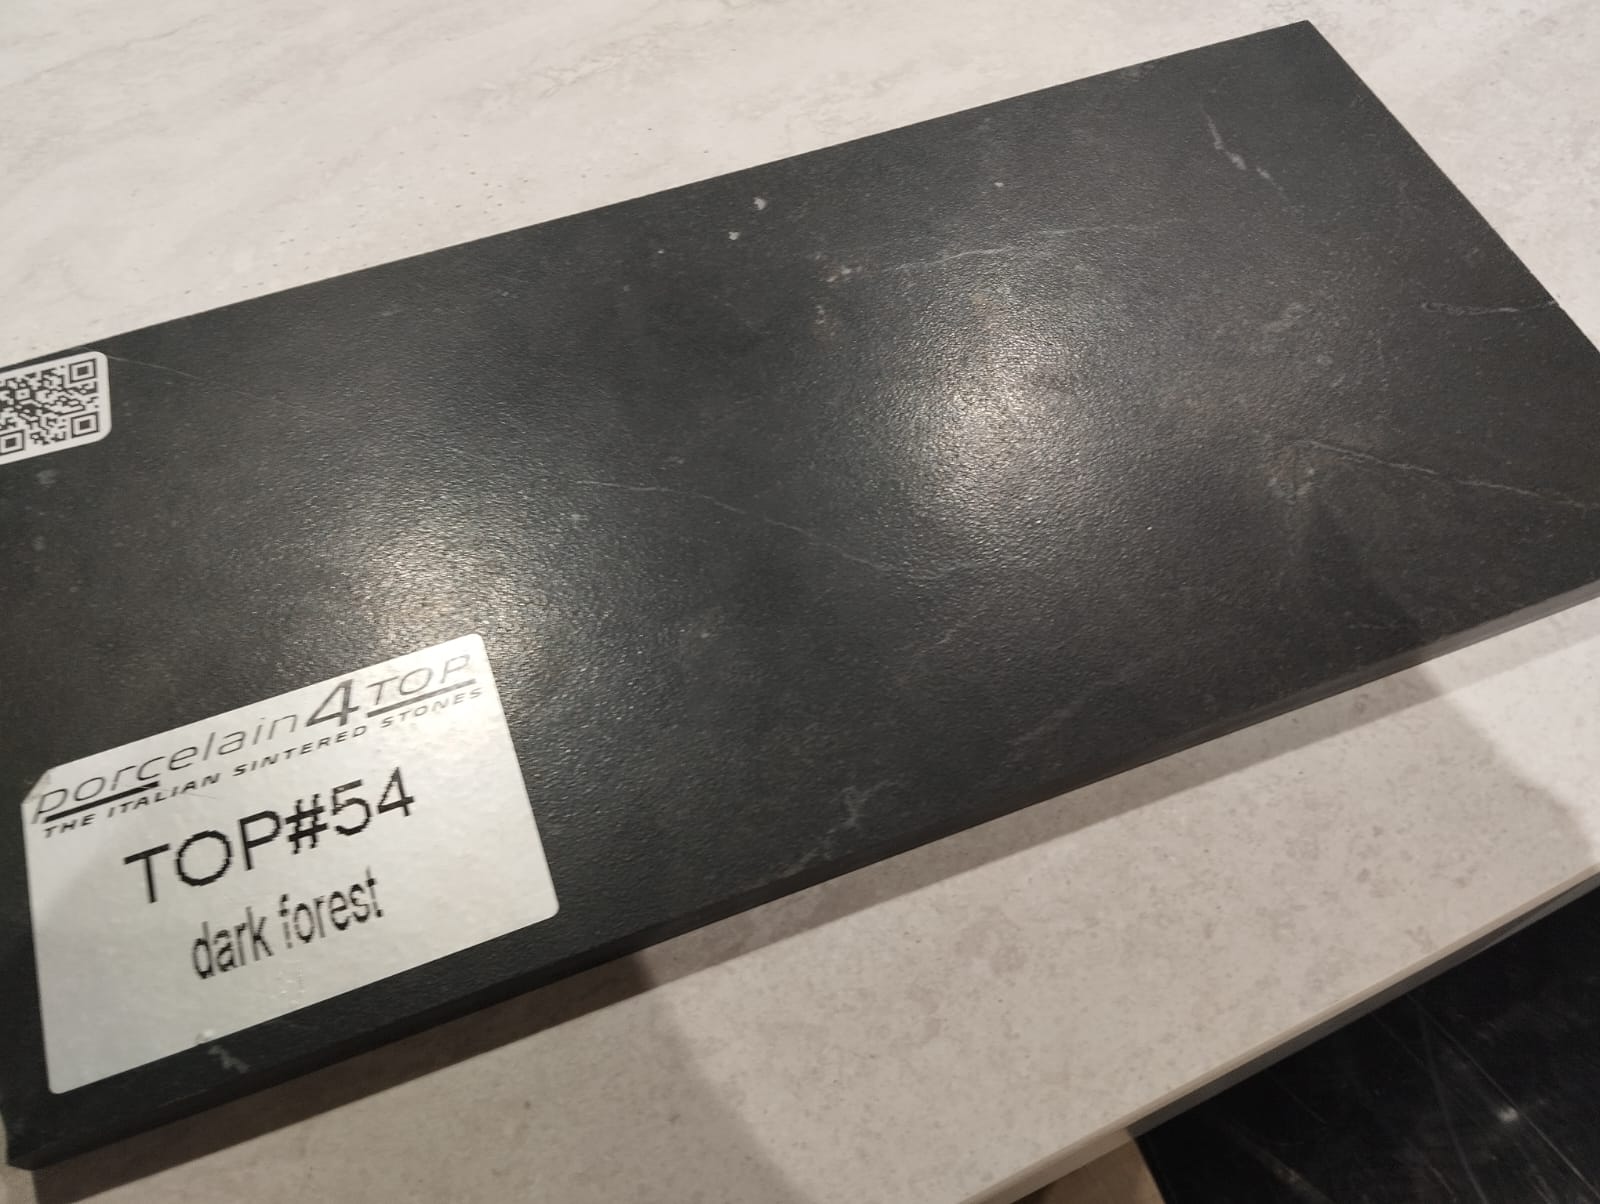 porcelain4TOP
THE ITALIAN SINTERED STONES
TOP#54
dark forest